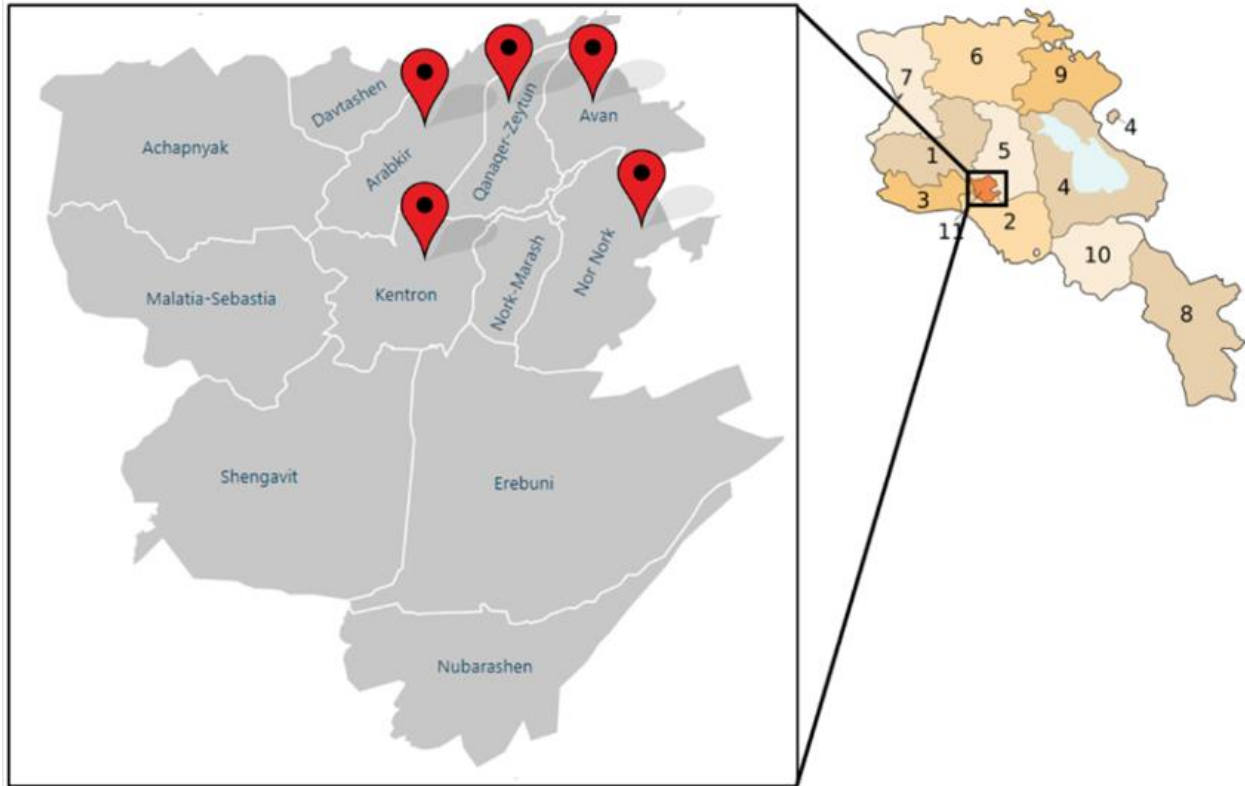 Davtashen
Achapnyak
Arabkir
Qanaqer-Zeytun
Avan
Malatia-Sebastia
Kentron
Nork-Marash
Nor Nork
Shengavit
Erebuni
Nubarashen
6
7
9
4
1
5
4
3
11
2
10
8